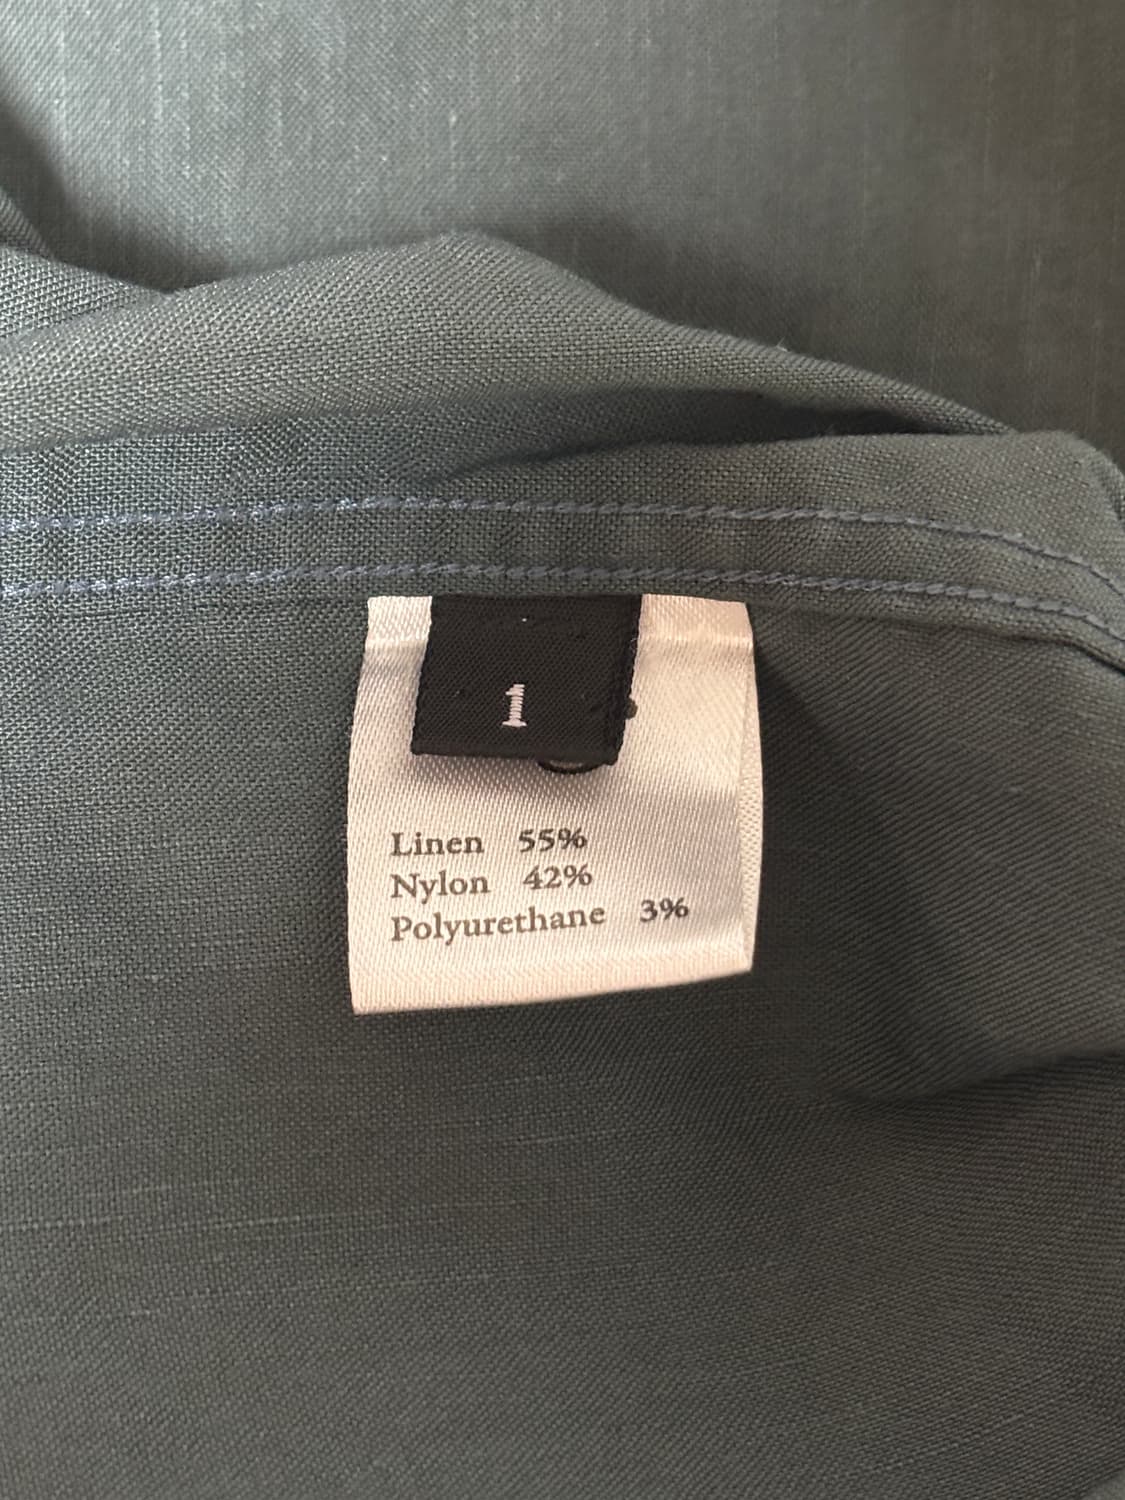 1
Linen 55%
Nylon 42%
Polyurethane 3%